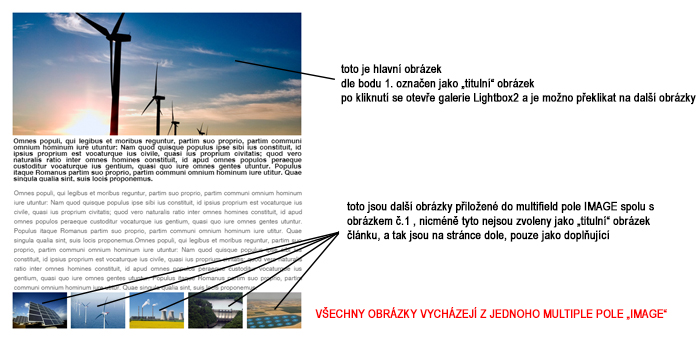 toto je hlavní obrázek
dle bodu 1. označen jako „titulní“ obrázek
po kliknutí se otevře galerie Lightbox2 a je možno překlikat na další obrázky
Omnes populi, qui legibus et moribus reguntur, partim suo proprio, partim communi
omnium hominum iure utuntur: Nam quod quisque populus ipse sibi ius constituit, id
ipsius proprium est vocaturque ius civile, quasi ius proprium civitatis; quod vero
naturalis ratio inter omnes homines constituit, id apud omnes populos peraeque
custoditur vocaturque ius gentium, quasi quo iure omnes gentes utuntur. Populus
itaque Romanus partim suo proprio, partim communi omnium hominum iure utitur. Quae
singula qualia sint, suis locis proponemus.
Omnes populi, qui legibus et moribus reguntur, partim suo proprio, partim communi omnium hominum
iure utuntur: Nam quod quisque populus ipse sibi ius constituit, id ipsius proprium est vocaturque ius
civile, quasi ius proprium civitatis; quod vero naturalis ratio inter omnes homines constituit, id apud
omnes populos peraeque custoditur vocaturque ius gentium, quasi quo iure omnes gentes utuntur.
Populus itaque Romanus partim suo proprio, partim communi omnium hominum iure utitur. Quae
singula qualia sint, suis locis proponemus.Omnes populi, qui legibus et moribus reguntur, partim suo
proprio, partim communi omnium hominum iure utuntur: Nam quod quisque populus ipse sibi ius
constituit, id ipsius proprium est vocaturque ius civile, quasi ius proprium civitatis; quod vero naturalis
ratio inter omnes homines constituit, id apud omnes populos peraeque custoditur vocaturque ius
gentium, quasi quo iure omnes gentes utuntur. Populus itaque Romanus partim suo proprio, partim
communi omnium hominum iure utitur. Quae singula qualia sint, suis locis proponemus.
toto jsou další obrázky přiložené do multifield pole IMAGE spolu s
obrázkem č.1 , nicméně tyto nejsou zvoleny jako „titulní“ obrázek
článku, a tak jsou na stránce dole, pouze jako doplňující
VŠECHNY OBRÁZKY VYCHÁZEJÍ Z JEDNOHO MULTIPLE POLE „IMAGE“